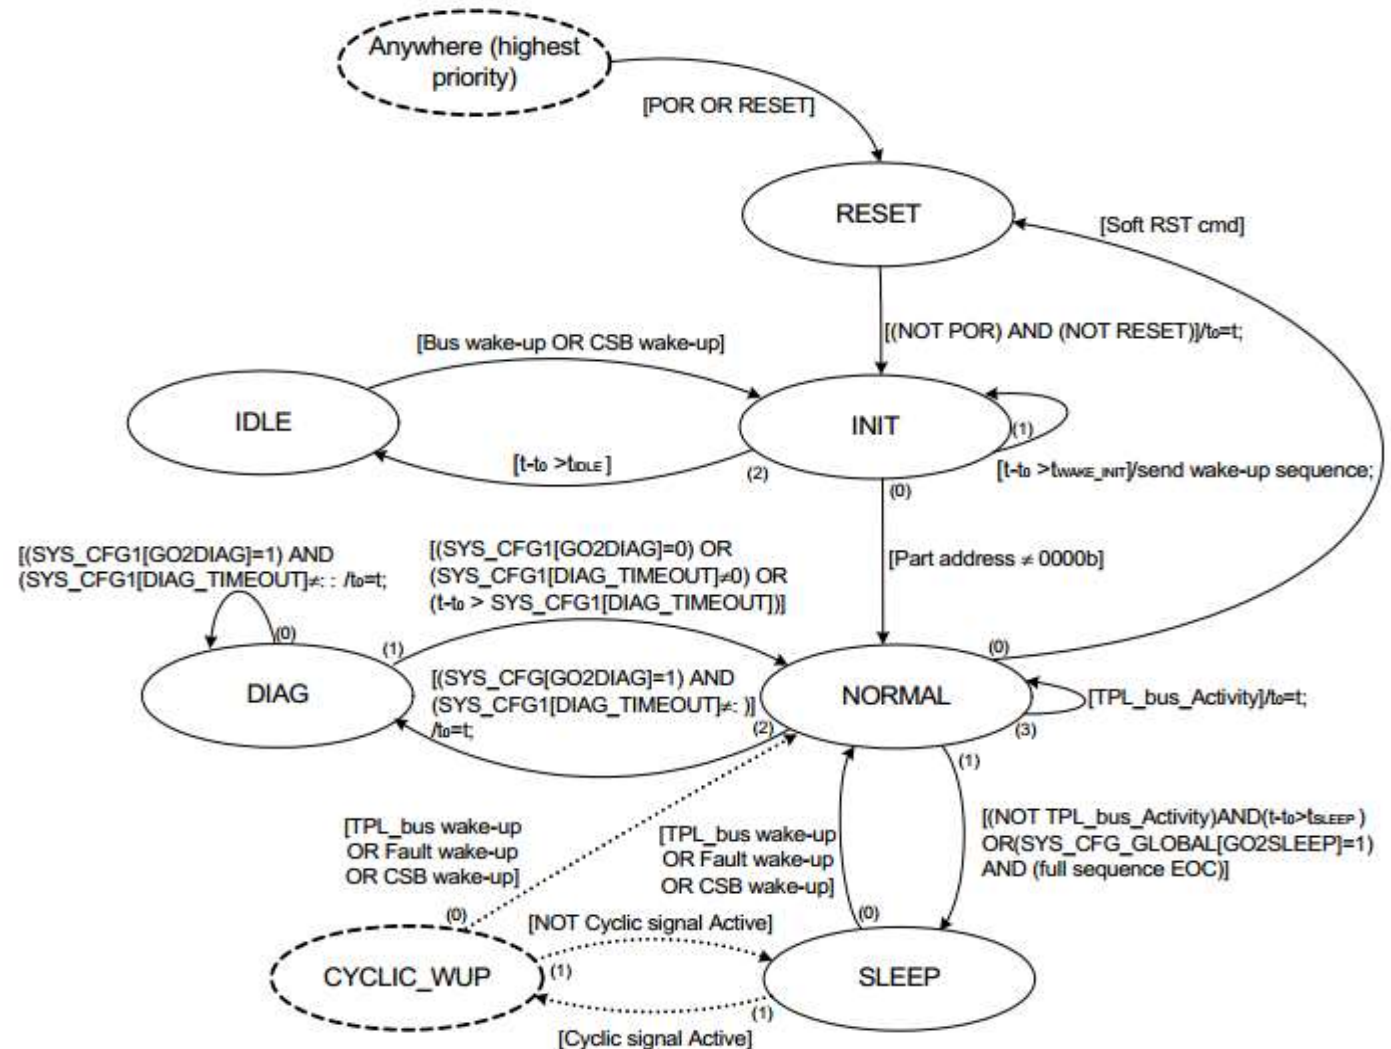 Anywhere (highest
priority)
[POR OR RESET]
RESET
[Soft RST cmd]
[(NOT POR) AND (NOT RESET)]/t₀=t;
[Bus wake-up OR CSB wake-up]
IDLE
INIT
(1)
[t-t₀ >tIDLE ]
(2)
(0)
[t-t₀ >tWAKE_INIT]/send wake-up sequence;
[(SYS_CFG1[GO2DIAG]=1) AND
(SYS_CFG1[DIAG_TIMEOUT]≠: : /t₀=t;
[(SYS_CFG1[GO2DIAG]=0) OR
(SYS_CFG1[DIAG_TIMEOUT]≠0) OR
(t-t₀ > SYS_CFG1[DIAG_TIMEOUT])]
[Part address ≠ 0000b]
(0)
(1)
(0)
DIAG
[(SYS_CFG[GO2DIAG]=1) AND
(SYS_CFG1[DIAG_TIMEOUT]≠: )]
/t₀=t;
NORMAL
[TPL_bus_Activity]/t₀=t;
(2)
(3)
(1)
[TPL_bus wake-up
OR Fault wake-up
OR CSB wake-up]
[TPL_bus wake-up
OR Fault wake-up
OR CSB wake-up]
[(NOT TPL_bus_Activity)AND(t-t₀>tSLEEP )
OR(SYS_CFG_GLOBAL[GO2SLEEP]=1)
AND (full sequence EOC)]
(0)
[NOT Cyclic signal Active]
(0)
CYCLIC_WUP
(1)
SLEEP
(1)
[Cyclic signal Active]